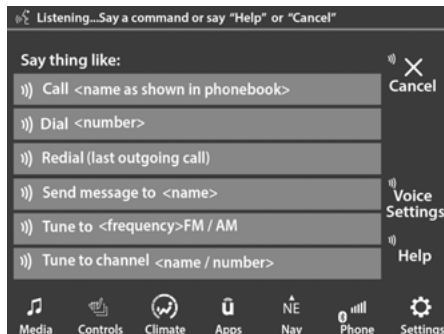 Listening...Say a command or say “Help” or “Cancel”
Say thing like:
Call <name as shown in phonebook>
Dial <number>
Redial (last outgoing call)
Send message to <name>
Tune to <frequency>FM / AM
Tune to channel <name / number>
Cancel
Voice
Settings
Help
Media Controls Climate Apps Nav Phone Settings
û NE